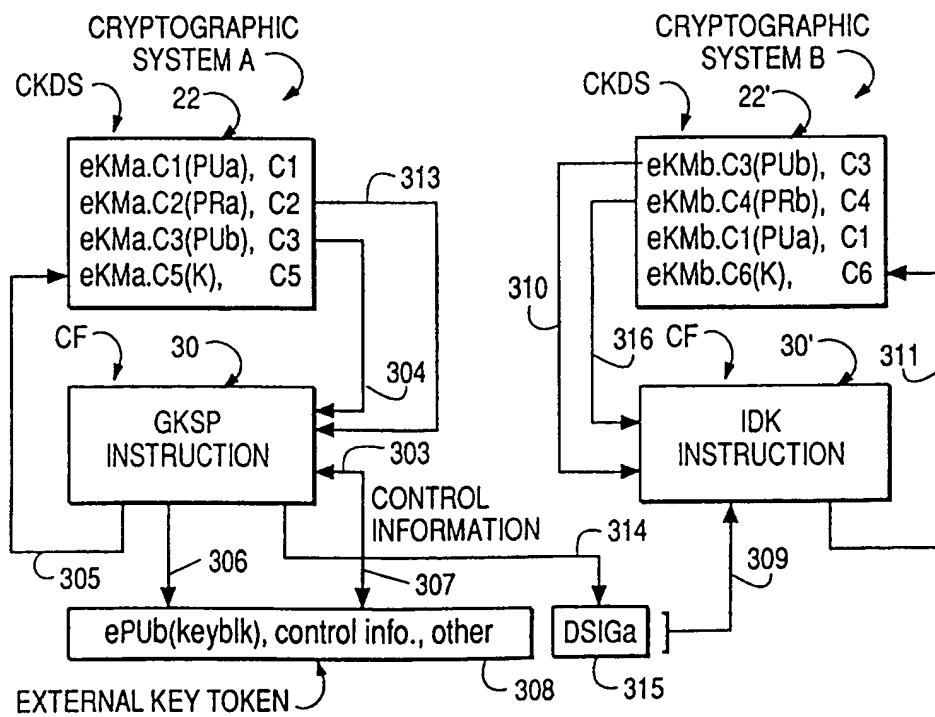 CRYPTOGRAPHIC
SYSTEM A
CKDS
22
eKMa.C1(PUa), C1
eKMa.C2(PRa), C2
eKMa.C3(PUb), C3
eKMa.C5(K), C5
313
CF
30
304
GKSP
INSTRUCTION
303
CONTROL
INFORMATION
305
306
307
314
ePUb(keyblk), control info., other
EXTERNAL KEY TOKEN
308
DSIGa
315
CRYPTOGRAPHIC
SYSTEM B
CKDS
22'
eKMb.C3(PUb), C3
eKMb.C4(PRb), C4
eKMb.C1(PUa), C1
eKMb.C6(K), C6
310
316
CF
30'
311
IDK
INSTRUCTION
309